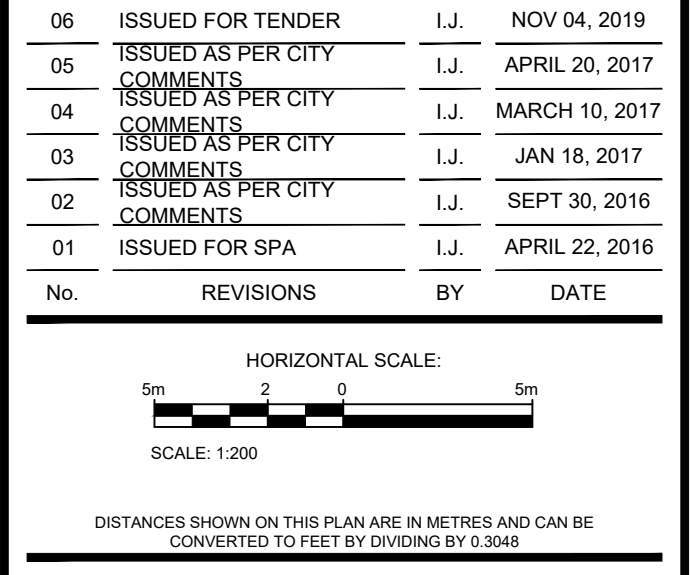 06 ISSUED FOR TENDER I.J. NOV 04, 2019
05 ISSUED AS PER CITY COMMENTS I.J. APRIL 20, 2017
04 ISSUED AS PER CITY COMMENTS I.J. MARCH 10, 2017
03 ISSUED AS PER CITY COMMENTS I.J. JAN 18, 2017
02 ISSUED AS PER CITY COMMENTS I.J. SEPT 30, 2016
01 ISSUED FOR SPA I.J. APRIL 22, 2016
No. REVISIONS BY DATE
HORIZONTAL SCALE:
5m 2 0 5m
SCALE: 1:200
DISTANCES SHOWN ON THIS PLAN ARE IN METRES AND CAN BE
CONVERTED TO FEET BY DIVIDING BY 0.3048